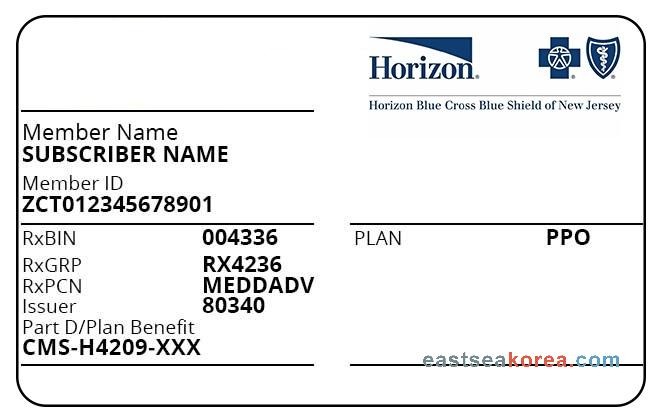 Horizon®
Horizon Blue Cross Blue Shield of New Jersey
Member Name
SUBSCRIBER NAME
Member ID
ZCT012345678901
RxBIN 004336
PLAN PPO
RxGRP RX4236
RxPCN MEDDADV
Issuer 80340
Part D/Plan Benefit
CMS-H4209-XXX
eastseakorea.com